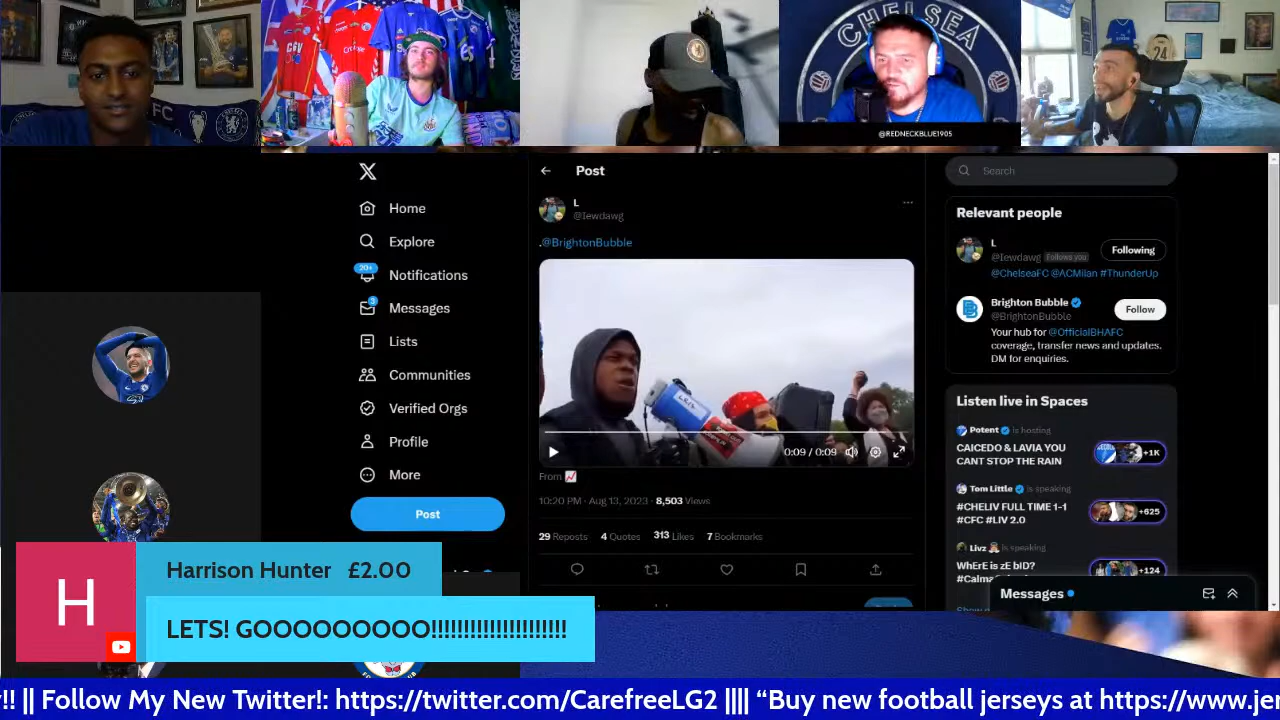 CHELSEA
@REDNECKBLUE1905
Home
Explore
20+
Notifications
3
Messages
Lists
Communities
Verified Orgs
Profile
More
Post
Post
L
@lewdawg
.@BrightonBubble
0:09 / 0:09
From 📈
10:20 PM · Aug 13, 2023 · 8,503 Views
29 Reposts 4 Quotes 313 Likes 7 Bookmarks
Search
Relevant people
L
@lewdawg Follows you
Following
@ChelseaFC @ACMilan #ThunderUp
Brighton Bubble
@BrightonBubble
Follow
Your hub for @OfficialBHAFC
coverage, transfer news and updates.
DM for enquiries.
Listen live in Spaces
Potent is hosting
CAICEDO & LAVIA YOU
CANT STOP THE RAIN
+1K
Tom Little is speaking
#CHELIV FULL TIME 1-1
#CFC #LIV 2.0
+625
Livz is speaking
WhErE is zE bID?
+124
Messages
H
Harrison Hunter £2.00
LETS! GOOOOOOOOO!!!!!!!!!!!!!!!!!!!!!
!! || Follow My New Twitter!: https://twitter.com/CarefreeLG2 |||| “Buy new football jerseys at https://www.jer